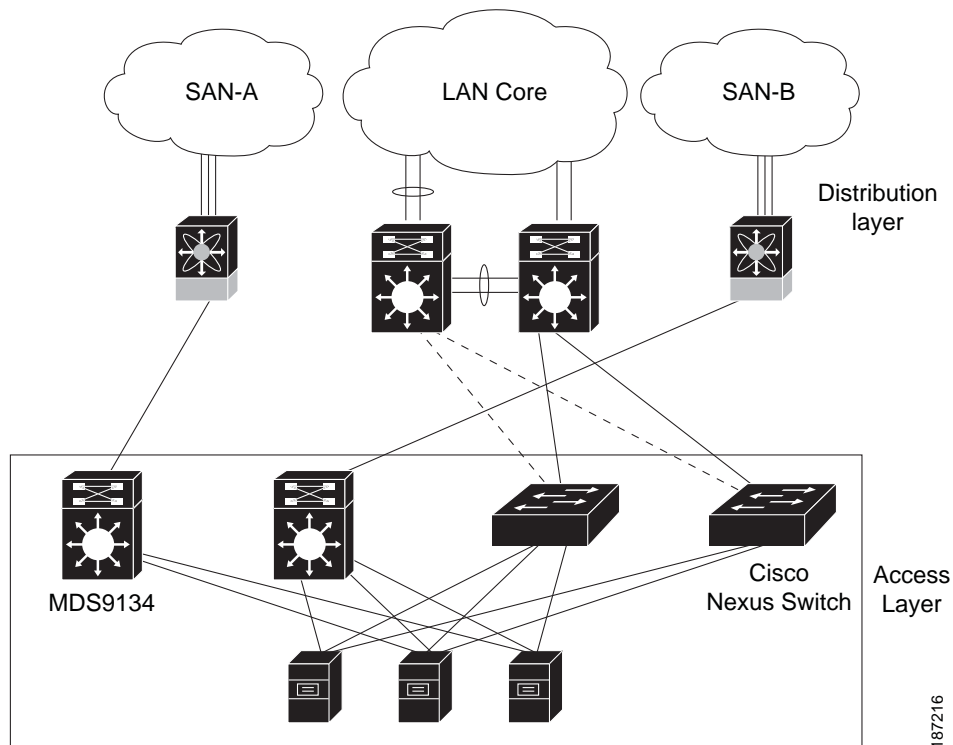 SAN-A
LAN Core
SAN-B
Distribution
layer
MDS9134
Cisco
Nexus Switch
Access
Layer
187216